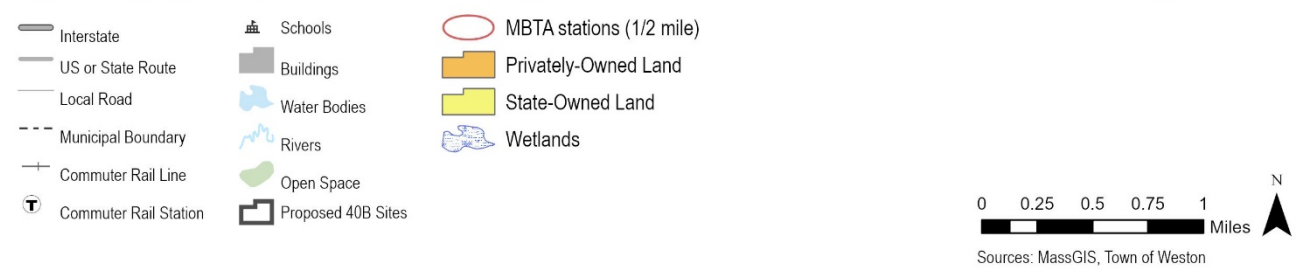 Interstate
US or State Route
Local Road
Municipal Boundary
Commuter Rail Line
T Commuter Rail Station
Schools
Buildings
Water Bodies
Rivers
Open Space
Proposed 40B Sites
MBTA stations (1/2 mile)
Privately-Owned Land
State-Owned Land
Wetlands
N
0 0.25 0.5 0.75 1
Miles
Sources: MassGIS, Town of Weston